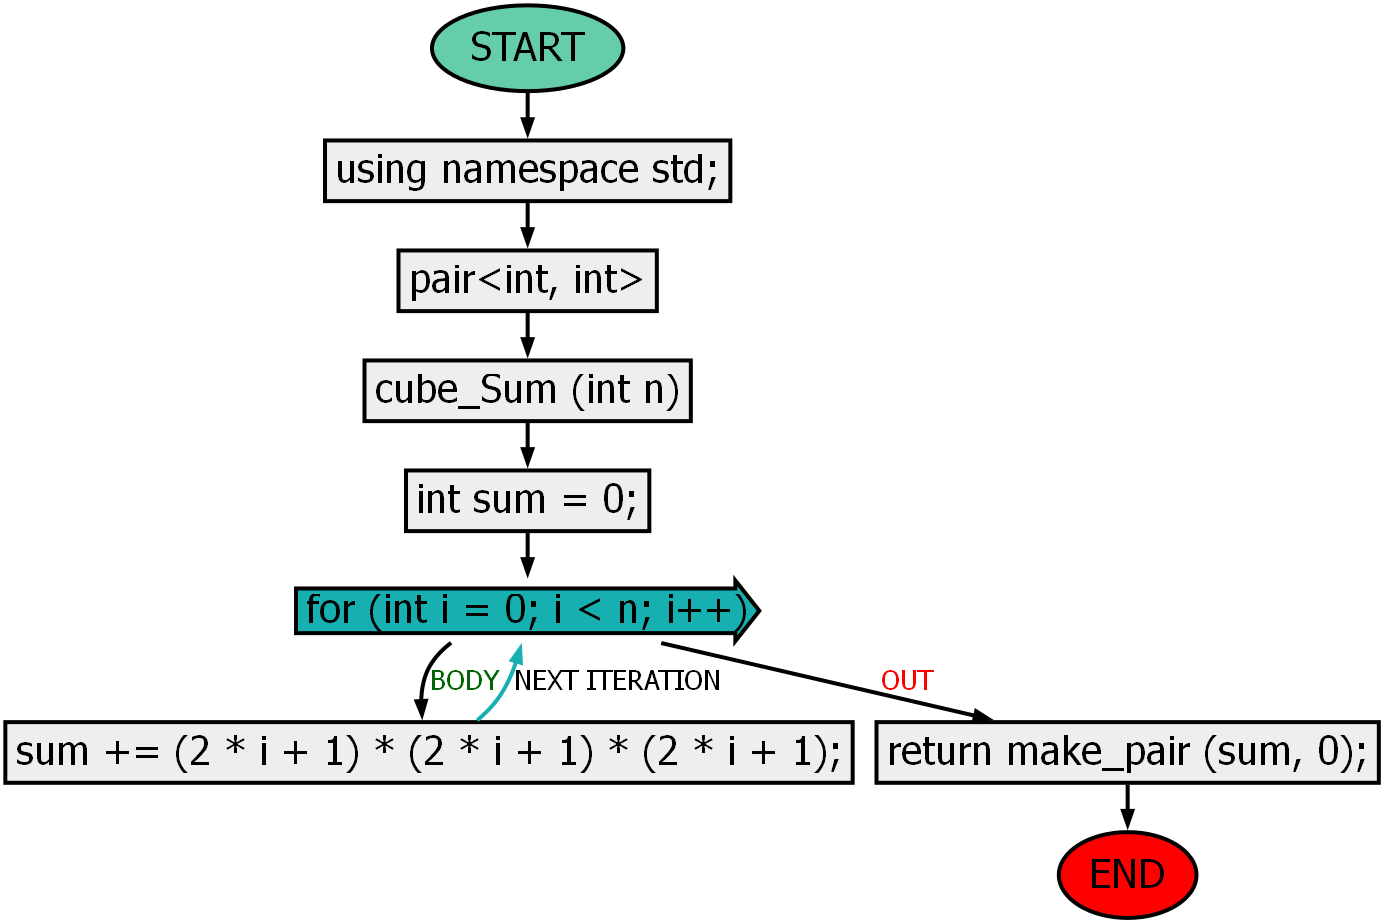 START
using namespace std;
pair<int, int>
cube_Sum (int n)
int sum = 0;
for (int i = 0; i < n; i++)
BODY
NEXT ITERATION
OUT
sum += (2 * i + 1) * (2 * i + 1) * (2 * i + 1);
return make_pair (sum, 0);
END